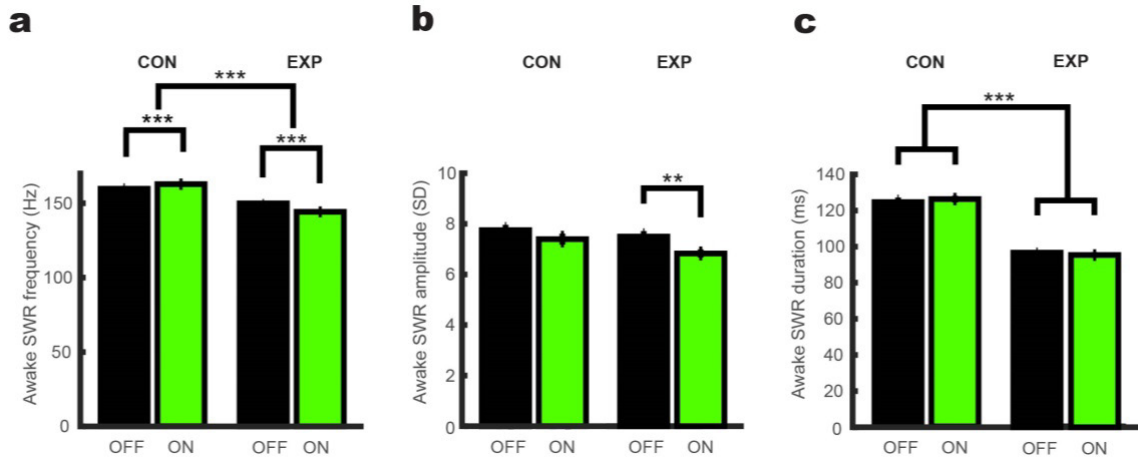 a
CON EXP
***
*** ***
Awake SWR frequency (Hz)
150
100
50
0
OFF ON OFF ON
b
CON EXP
**
Awake SWR amplitude (SD)
10
8
6
4
2
0
OFF ON OFF ON
c
CON EXP
***
Awake SWR duration (ms)
140
120
100
80
60
40
20
0
OFF ON OFF ON